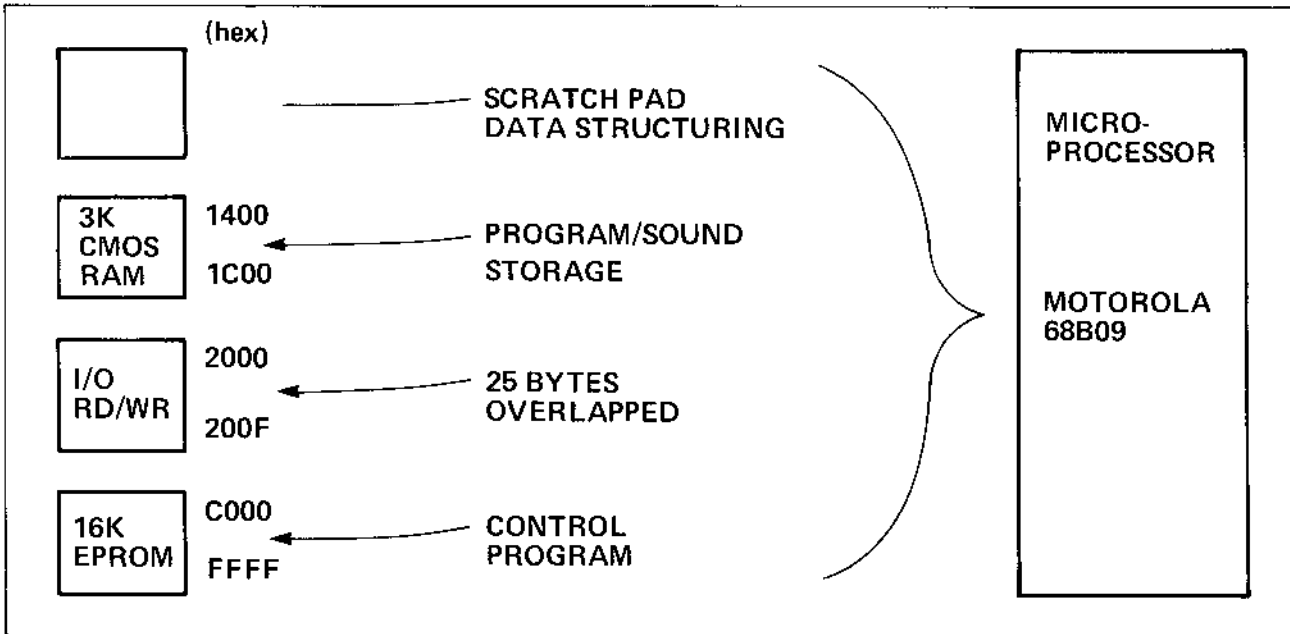 (hex)
SCRATCH PAD
DATA STRUCTURING
3K
CMOS
RAM
1400
1C00
PROGRAM/SOUND
STORAGE
I/O
RD/WR
2000
200F
25 BYTES
OVERLAPPED
16K
EPROM
C000
FFFF
CONTROL
PROGRAM
MICRO-
PROCESSOR
MOTOROLA
68B09